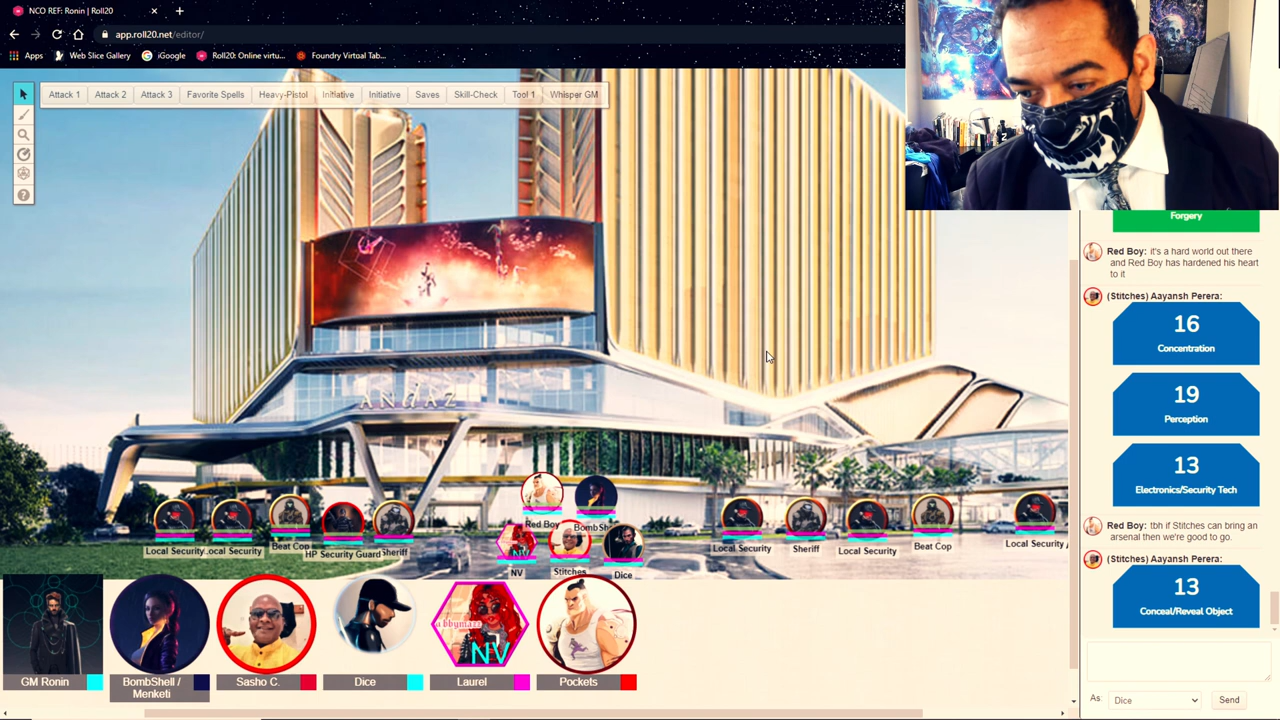 NCO REF: Ronin | Roll20
app.roll20.net/editor/
Apps
Web Slice Gallery
iGoogle
Roll20: Online virtu...
Foundry Virtual Tab...
Attack 1
Attack 2
Attack 3
Favorite Spells
Heavy-Pistol
Initiative
Initiative
Saves
Skill-Check
Tool 1
Whisper GM
ANdAZ
Red Boy
Local Security
Beat Cop
HP Security Guard
Sheriff
NV
Stitches
Dice
Local Security
Sheriff
Local Security
Beat Cop
NV
GM Ronin
BombShell /
Menketi
Sasho C.
Dice
Laurel
Pockets
Forgery
Red Boy: it's a hard world out there
and Red Boy has hardened his heart
to it
(Stitches) Aayansh Perera:
16
Concentration
19
Perception
13
Electronics/Security Tech
Red Boy: tbh if Stitches can bring an
arsenal then we're good to go.
(Stitches) Aayansh Perera:
13
Conceal/Reveal Object
As:
Dice
Send